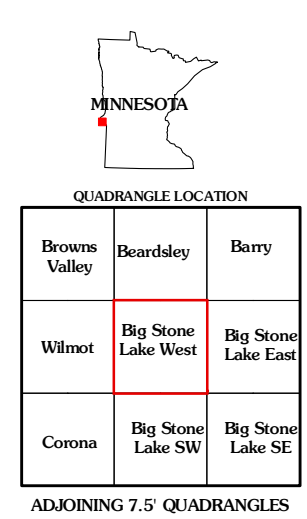 MINNESOTA
QUADRANGLE LOCATION
Browns
Valley
Beardsley
Barry
Wilmot
Big Stone
Lake West
Big Stone
Lake East
Corona
Big Stone
Lake SW
Big Stone
Lake SE
ADJOINING 7.5' QUADRANGLES